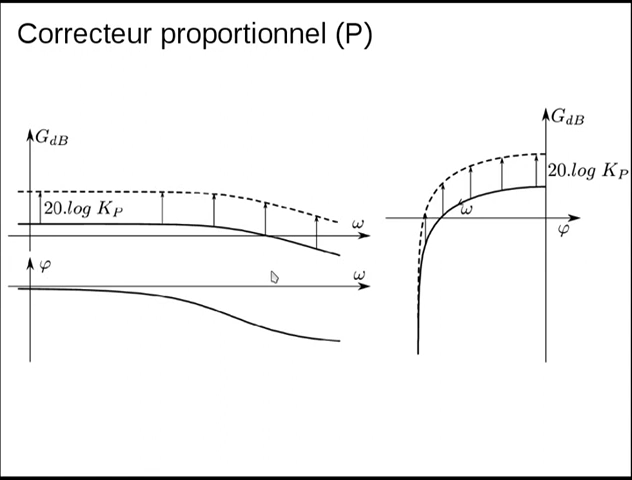 Correcteur proportionnel (P)
G_dB
20.log K_P
ω
φ
ω
G_dB
20.log K_P
ω
φ